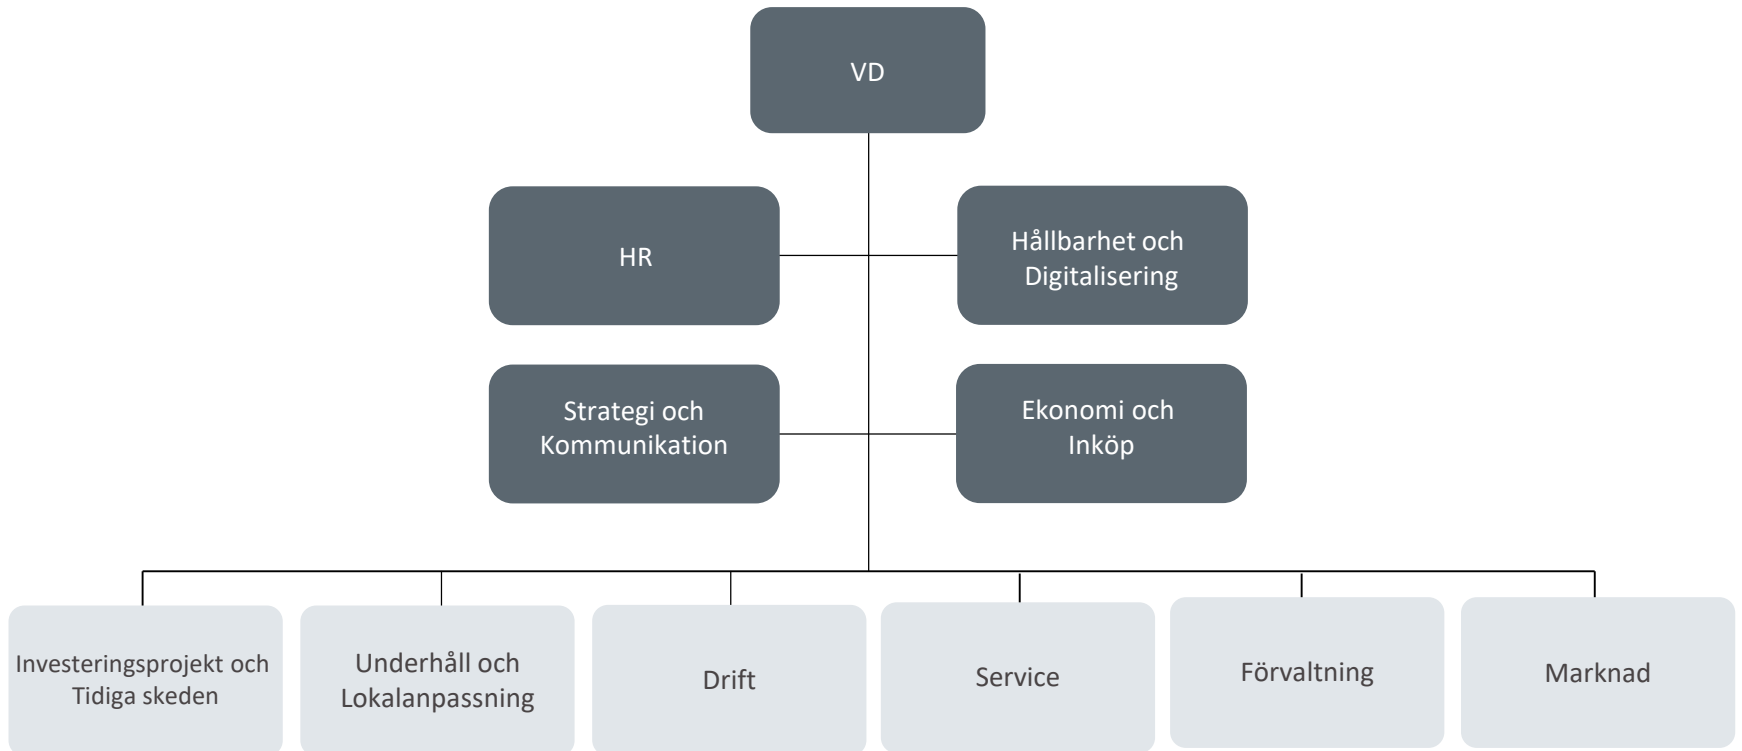 VD
HR
Hållbarhet och
Digitalisering
Strategi och
Kommunikation
Ekonomi och
Inköp
Investeringsprojekt och
Tidiga skeden
Underhåll och
Lokalanpassning
Drift
Service
Förvaltning
Marknad